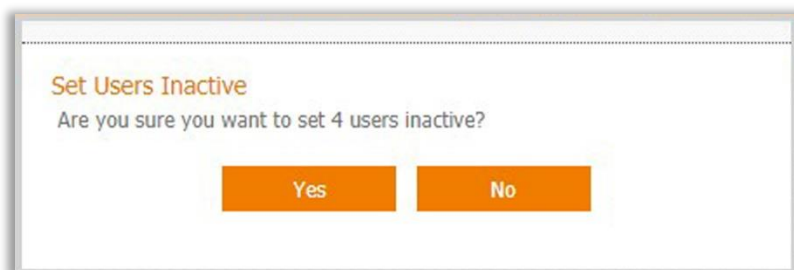 Set Users Inactive
Are you sure you want to set 4 users inactive?
Yes No